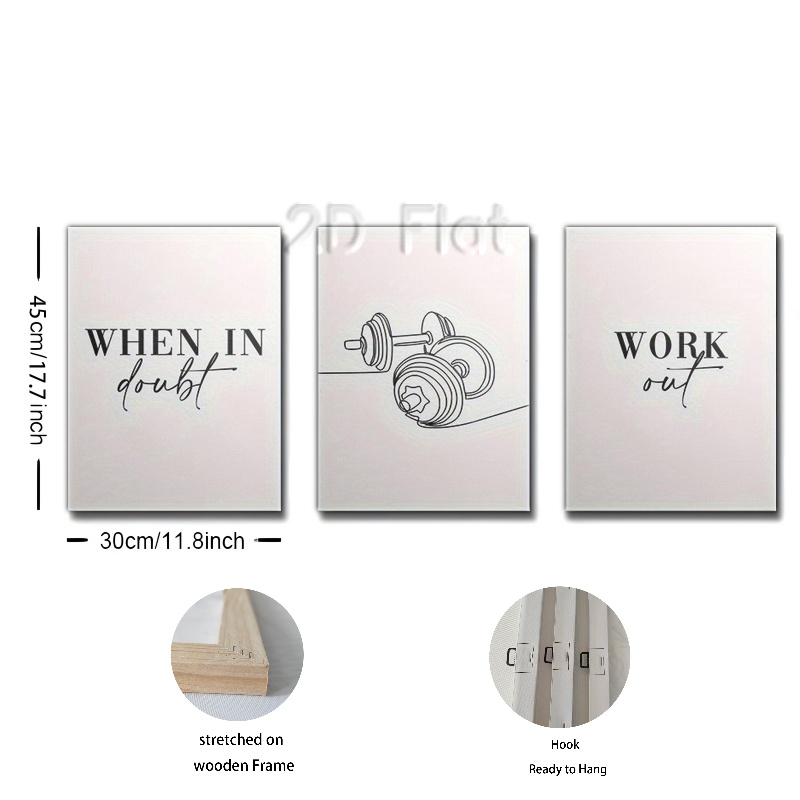 2.D Flat
WHEN IN
doubt
WORK
out
45cm/17.7inch
30cm/11.8inch
stretched on
wooden Frame
Hook
Ready to Hang